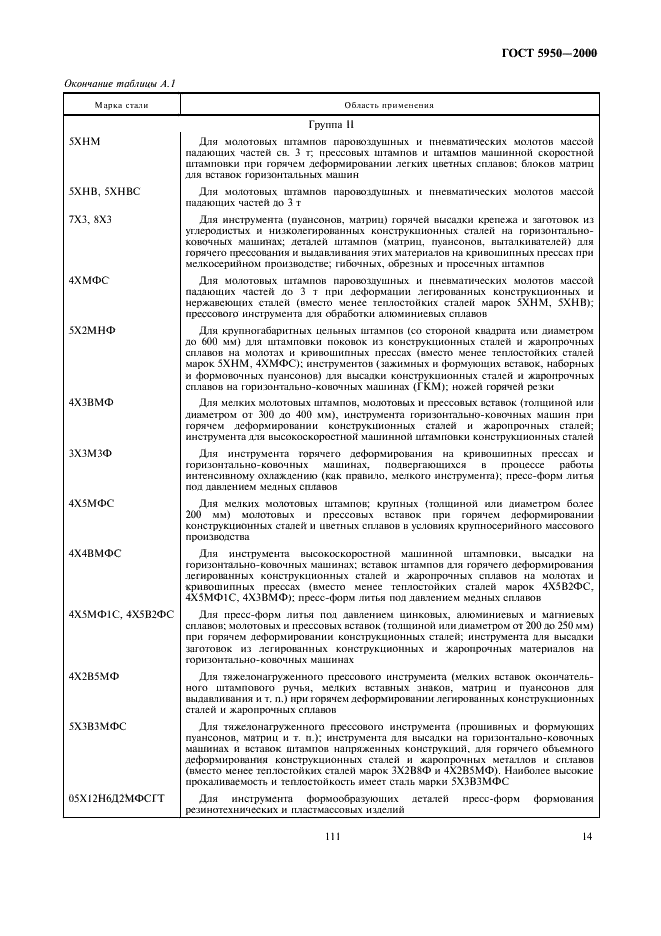 ГОСТ 5950—2000
Окончание таблицы А.1
Марка стали Область применения
Группа II
5ХНМ Для молотовых штампов паровоздушных и пневматических молотов массой
падающих частей св. 3 т; прессовых штампов и штампов машинной скоростной
штамповки при горячем деформировании легких цветных сплавов; блоков матриц
для вставок горизонтальных машин
5ХНВ, 5ХНВС Для молотовых штампов паровоздушных и пневматических молотов массой
падающих частей до 3 т
7Х3, 8Х3 Для инструмента (пуансонов, матриц) горячей высадки крепежа и заготовок из
углеродистых и низколегированных конструкционных сталей на горизонтально-
ковочных машинах; деталей штампов (матриц, пуансонов, выталкивателей) для
горячего прессования и выдавливания этих материалов на кривошипных прессах при
мелкосерийном производстве; гибочных, обрезных и просечных штампов
4ХМФС Для молотовых штампов паровоздушных и пневматических молотов массой
падающих частей до 3 т при деформации легированных конструкционных и
нержавеющих сталей (вместо менее теплостойких сталей марок 5ХНМ, 5ХНВ);
прессового инструмента для обработки алюминиевых сплавов
5Х2МНФ Для крупногабаритных цельных штампов (со стороной квадрата или диаметром
до 600 мм) для штамповки поковок из конструкционных сталей и жаропрочных
сплавов на молотах и кривошипных прессах (вместо менее теплостойких сталей
марок 5ХНМ, 4ХМФС); инструментов (зажимных и формующих вставок, наборных
и формовочных пуансонов) для высадки конструкционных сталей и жаропрочных
сплавов на горизонтально-ковочных машинах (ГКМ); ножей горячей резки
4Х3ВМФ Для мелких молотовых штампов, молотовых и прессовых вставок (толщиной или
диаметром от 300 до 400 мм), инструмента горизонтально-ковочных машин при
горячем деформировании конструкционных сталей и жаропрочных сталей;
инструмента для высокоскоростной машинной штамповки конструкционных сталей
3Х3М3Ф Для инструмента горячего деформирования на кривошипных прессах и
горизонтально-ковочных машинах, подвергающихся в процессе работы
интенсивному охлаждению (как правило, мелкого инструмента); пресс-форм литья
под давлением медных сплавов
4Х5МФС Для мелких молотовых штампов; крупных (толщиной или диаметром более
200 мм) молотовых и прессовых вставок при горячем деформировании
конструкционных сталей и цветных сплавов в условиях крупносерийного массового
производства
4Х4ВМФС Для инструмента высокоскоростной машинной штамповки, высадки на
горизонтально-ковочных машинах; вставок штампов для горячего деформирования
легированных конструкционных сталей и жаропрочных сплавов на молотах и
кривошипных прессах (вместо менее теплостойких сталей марок 4Х5В2ФС,
4Х5МФ1С, 4Х3ВМФ); пресс-форм литья под давлением медных сплавов
4Х5МФ1С, 4Х5В2ФС Для пресс-форм литья под давлением цинковых, алюминиевых и магниевых
сплавов; молотовых и прессовых вставок (толщиной или диаметром от 200 до 250 мм)
при горячем деформировании конструкционных сталей; инструмента для высадки
заготовок из легированных конструкционных и жаропрочных материалов на
горизонтально-ковочных машинах
4Х2В5МФ Для тяжелонагруженного прессового инструмента (мелких вставок окончатель-
ного штампового ручья, мелких вставных знаков, матриц и пуансонов для
выдавливания и т. п.) при горячем деформировании легированных конструкционных
сталей и жаропрочных сплавов
5Х3В3МФС Для тяжелонагруженного прессового инструмента (прошивных и формующих
пуансонов, матриц и т. п.); инструмента для высадки на горизонтально-ковочных
машинах и вставок штампов напряженных конструкций, для горячего объемного
деформирования конструкционных сталей и жаропрочных металлов и сплавов
(вместо менее теплостойких сталей марок 3Х2В8Ф и 4Х2В5МФ). Наиболее высокие
прокаливаемость и теплостойкость имеет сталь марки 5Х3В3МФС
05Х12Н6Д2МФСГТ Для инструмента формообразующих деталей пресс-форм формования
резинотехнических и пластмассовых изделий
111 14